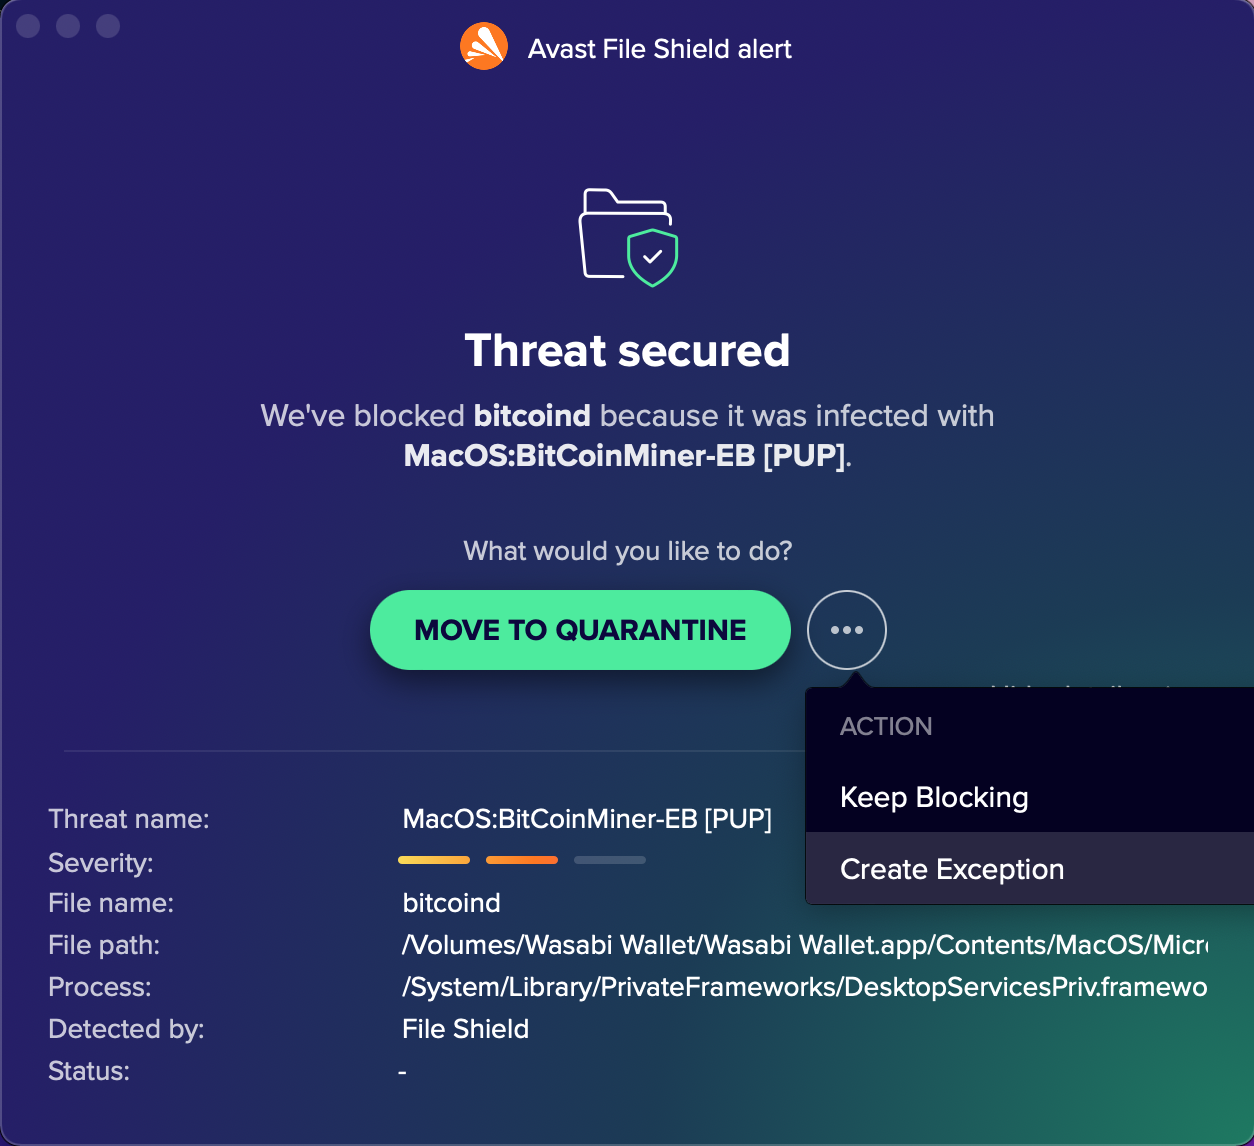 Avast File Shield alert
Threat secured
We've blocked bitcoind because it was infected with
MacOS:BitCoinMiner-EB [PUP].
What would you like to do?
MOVE TO QUARANTINE
ACTION
Keep Blocking
Create Exception
Threat name: MacOS:BitCoinMiner-EB [PUP]
Severity:
File name: bitcoind
File path: /Volumes/Wasabi Wallet/Wasabi Wallet.app/Contents/MacOS/Micr
Process: /System/Library/PrivateFrameworks/DesktopServicesPriv.framewo
Detected by: File Shield
Status: -